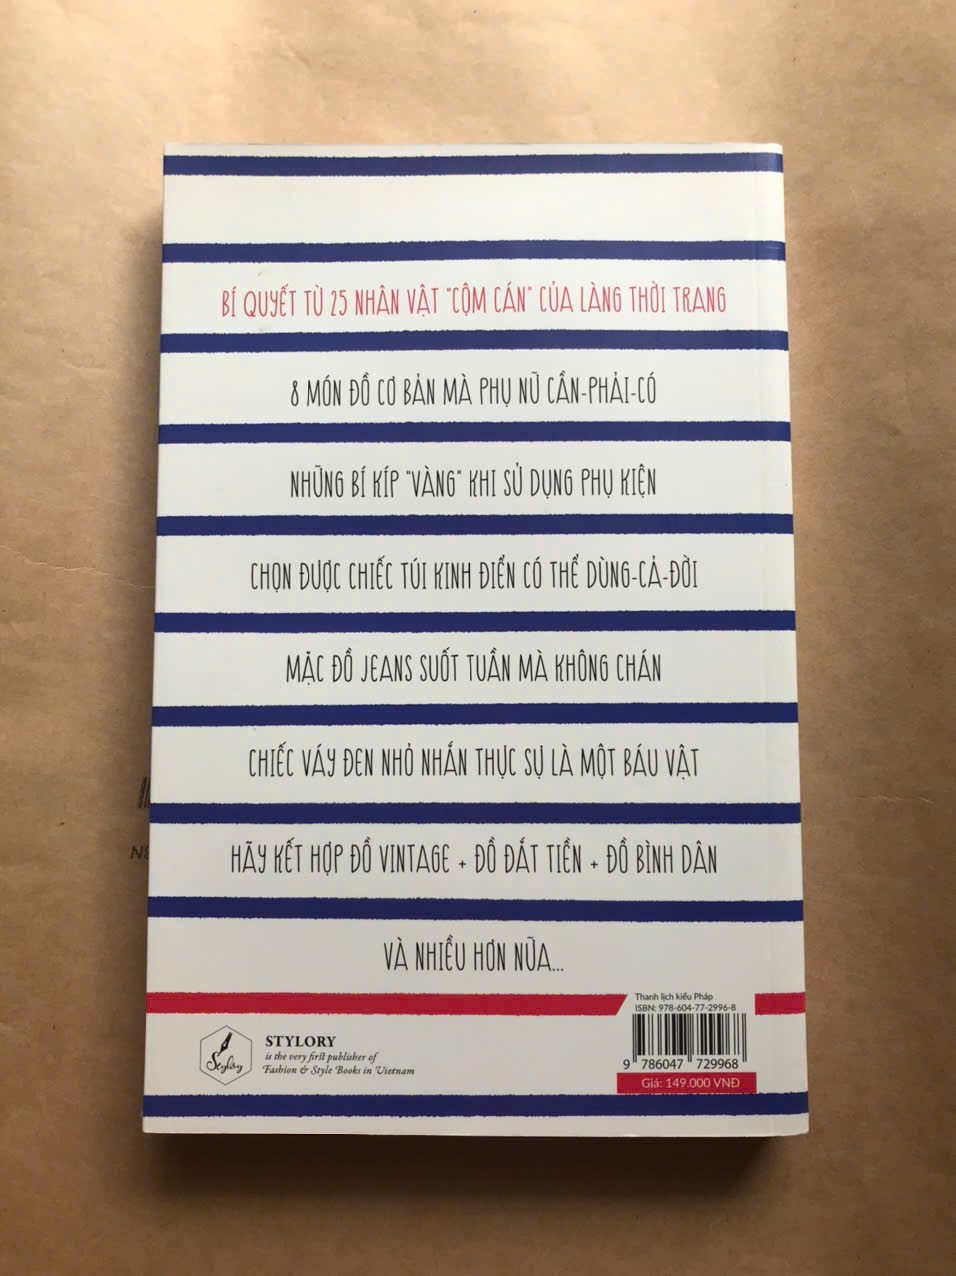 BÍ QUYẾT TỪ 25 NHÂN VẬT "CỘM CÁN" CỦA LÀNG THỜI TRANG
8 MÓN ĐỒ CƠ BẢN MÀ PHỤ NỮ CẦN-PHẢI-CÓ
NHỮNG BÍ KÍP "VÀNG" KHI SỬ DỤNG PHỤ KIỆN
CHỌN ĐƯỢC CHIẾC TÚI KINH ĐIỂN CÓ THỂ DÙNG-CẢ-ĐỜI
MẶC ĐỒ JEANS SUỐT TUẦN MÀ KHÔNG CHÁN
CHIẾC VÁY ĐEN NHỎ NHẮN THỰC SỰ LÀ MỘT BÁU VẬT
HÃY KẾT HỢP ĐỒ VINTAGE + ĐỒ ĐẮT TIỀN + ĐỒ BÌNH DÂN
VÀ NHIỀU HƠN NỮA...
Stylory
STYLORY
is the very first publisher of
Fashion & Style Books in Vietnam
Thanh lịch kiểu Pháp
ISBN: 978-604-77-2996-8
9 786047 729968
Giá: 149.000 VNĐ